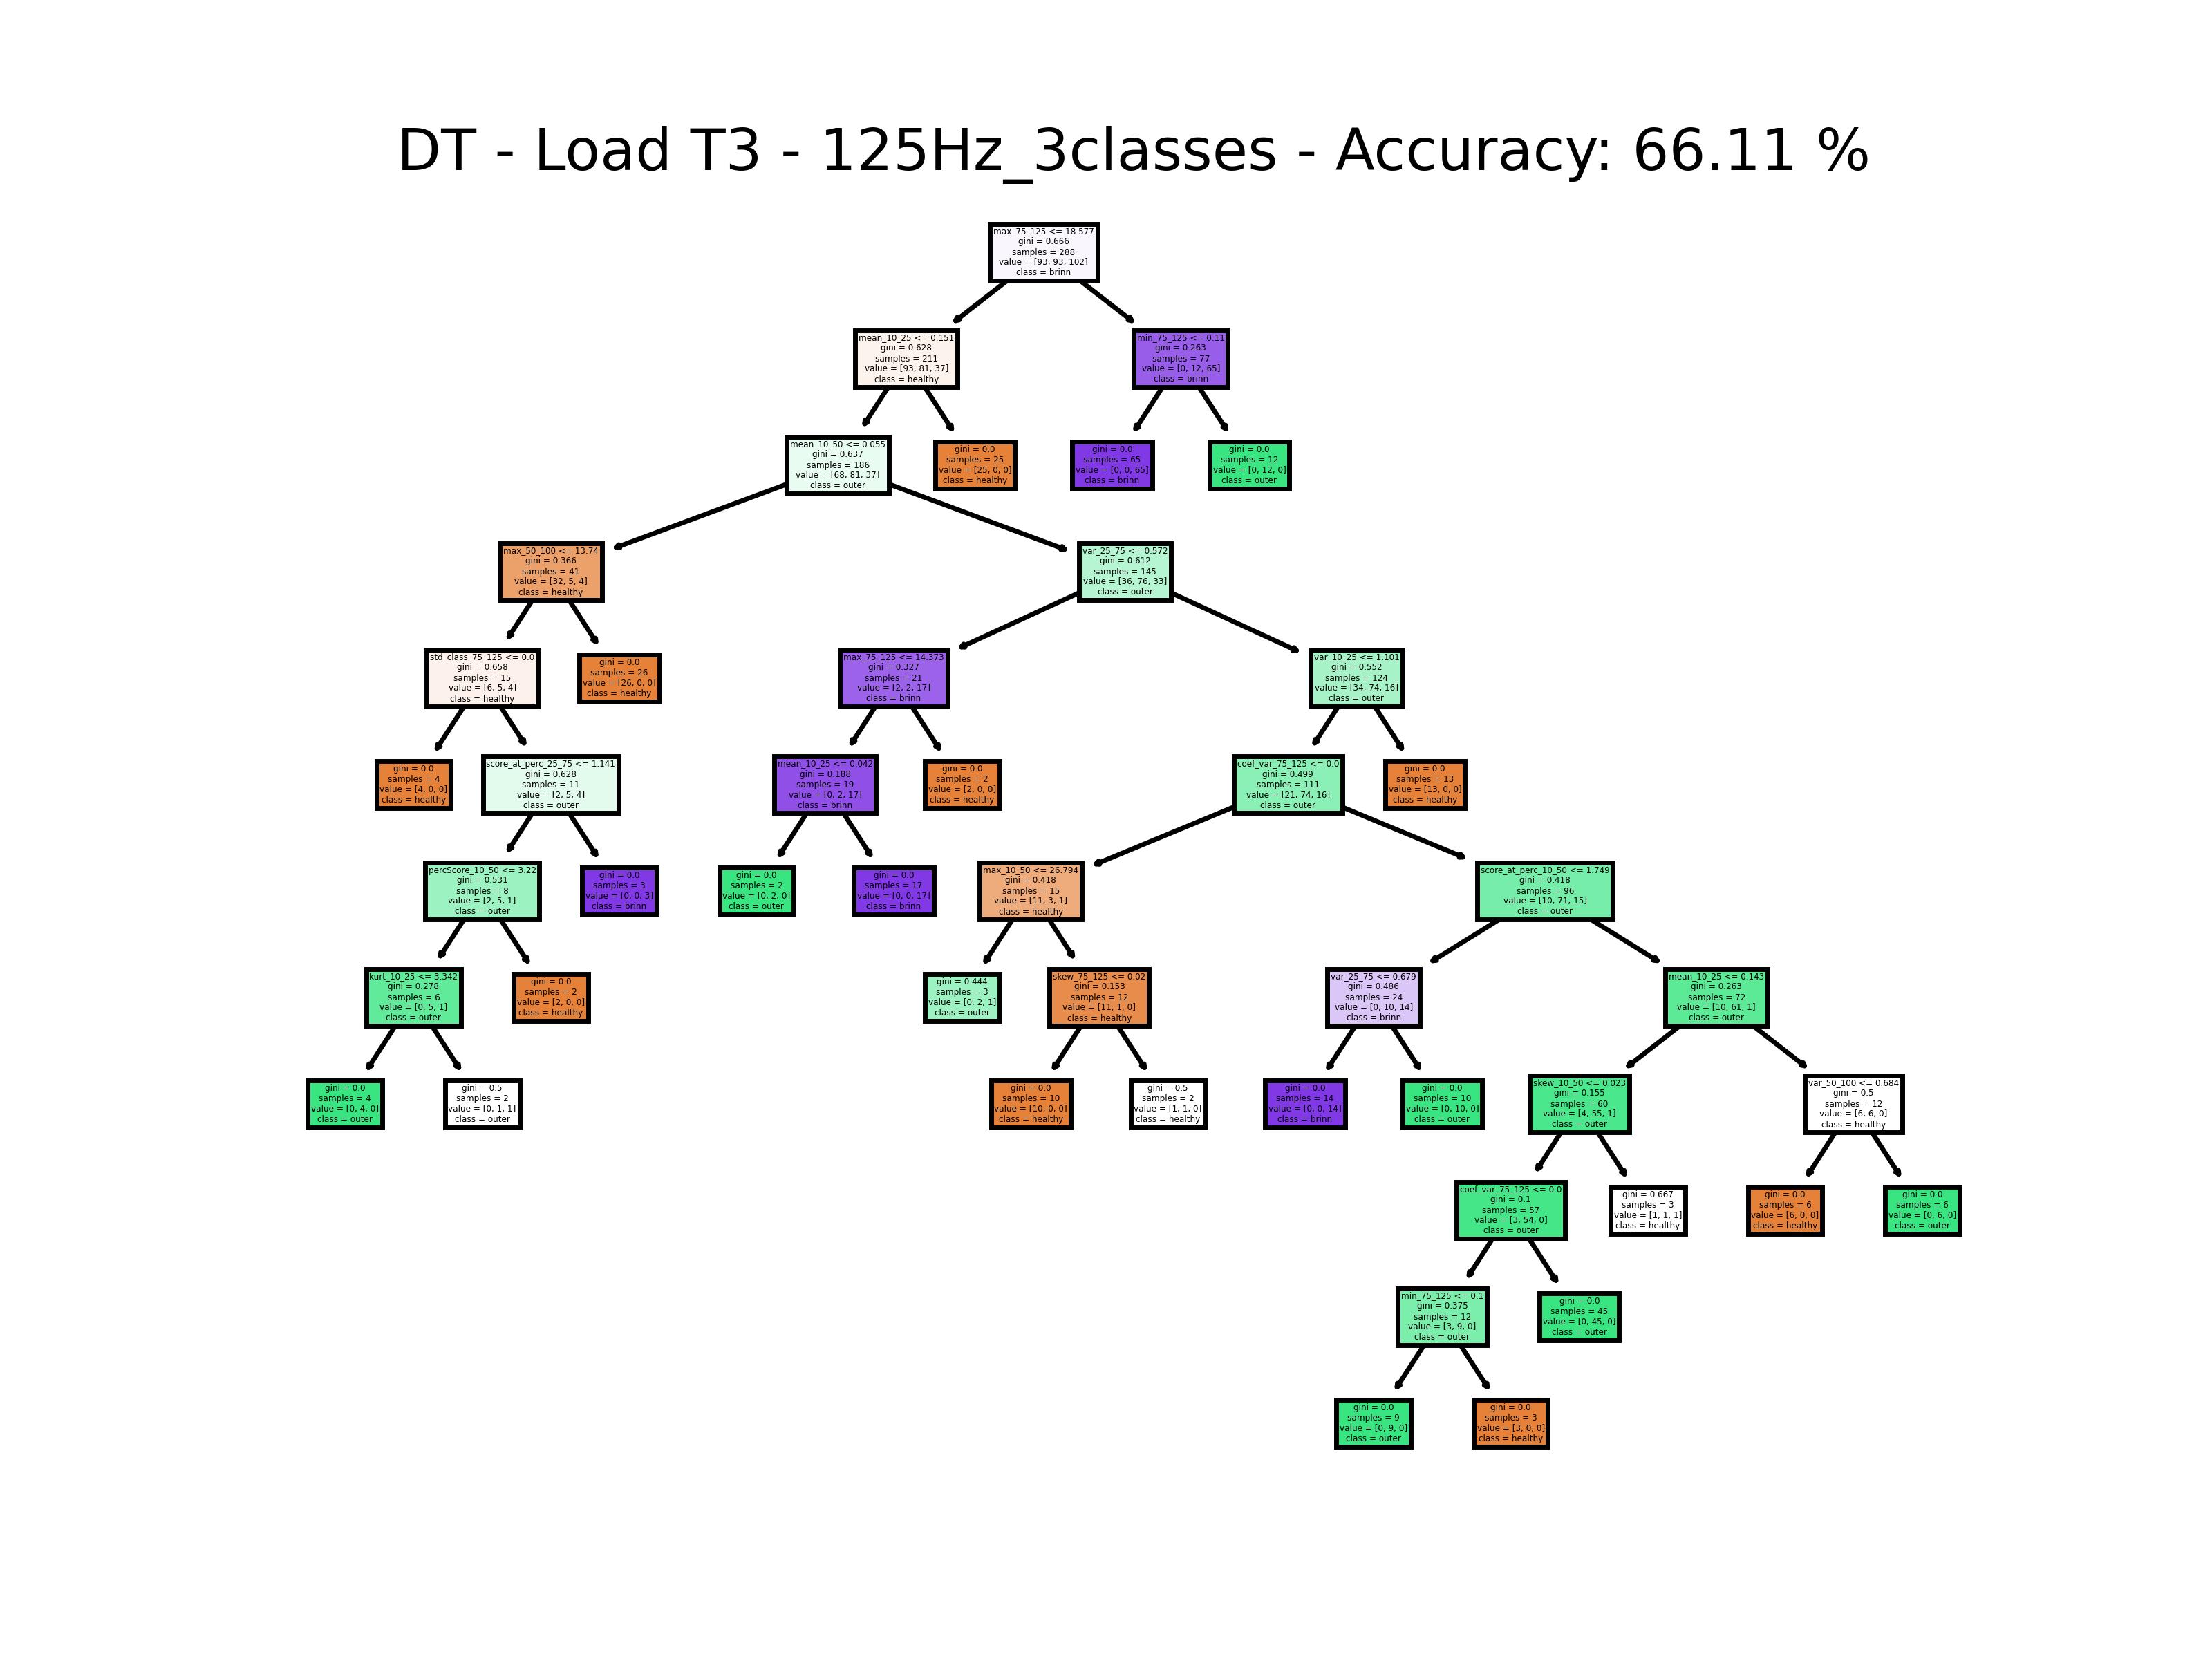 DT - Load T3 - 125Hz_3classes - Accuracy: 66.11 %
max_75_125 <= 18.577
gini = 0.666
samples = 288
value = [93, 93, 102]
class = brinn
mean_10_25 <= 0.151
gini = 0.628
samples = 211
value = [93, 81, 37]
class = healthy
min_75_125 <= 0.11
gini = 0.263
samples = 77
value = [0, 12, 65]
class = brinn
mean_10_50 <= 0.055
gini = 0.637
samples = 186
value = [68, 81, 37]
class = outer
gini = 0.0
samples = 25
value = [25, 0, 0]
class = healthy
gini = 0.0
samples = 65
value = [0, 0, 65]
class = brinn
gini = 0.0
samples = 12
value = [0, 12, 0]
class = outer
max_50_100 <= 13.74
gini = 0.366
samples = 41
value = [32, 5, 4]
class = healthy
var_25_75 <= 0.572
gini = 0.612
samples = 145
value = [36, 76, 33]
class = outer
std_class_75_125 <= 0.0
gini = 0.658
samples = 15
value = [6, 5, 4]
class = healthy
gini = 0.0
samples = 26
value = [26, 0, 0]
class = healthy
max_75_125 <= 14.373
gini = 0.327
samples = 21
value = [2, 2, 17]
class = brinn
var_10_25 <= 1.101
gini = 0.552
samples = 124
value = [34, 74, 16]
class = outer
gini = 0.0
samples = 4
value = [4, 0, 0]
class = healthy
score_at_perc_25_75 <= 1.141
gini = 0.628
samples = 11
value = [2, 5, 4]
class = outer
mean_10_25 <= 0.042
gini = 0.188
samples = 19
value = [0, 2, 17]
class = brinn
gini = 0.0
samples = 2
value = [2, 0, 0]
class = healthy
coef_var_75_125 <= 0.0
gini = 0.499
samples = 111
value = [21, 74, 16]
class = outer
gini = 0.0
samples = 13
value = [13, 0, 0]
class = healthy
percScore_10_50 <= 3.22
gini = 0.531
samples = 8
value = [2, 5, 1]
class = outer
gini = 0.0
samples = 3
value = [0, 0, 3]
class = brinn
gini = 0.0
samples = 2
value = [0, 2, 0]
class = outer
gini = 0.0
samples = 17
value = [0, 0, 17]
class = brinn
max_10_50 <= 26.794
gini = 0.418
samples = 15
value = [11, 3, 1]
class = healthy
score_at_perc_10_50 <= 1.749
gini = 0.418
samples = 96
value = [10, 71, 15]
class = outer
kurt_10_25 <= 3.342
gini = 0.278
samples = 6
value = [0, 5, 1]
class = outer
gini = 0.0
samples = 2
value = [2, 0, 0]
class = healthy
gini = 0.444
samples = 3
value = [0, 2, 1]
class = outer
skew_75_125 <= 0.02
gini = 0.153
samples = 12
value = [11, 1, 0]
class = healthy
var_25_75 <= 0.679
gini = 0.486
samples = 24
value = [0, 10, 14]
class = brinn
mean_10_25 <= 0.143
gini = 0.263
samples = 72
value = [10, 61, 1]
class = outer
gini = 0.0
samples = 4
value = [0, 4, 0]
class = outer
gini = 0.5
samples = 2
value = [0, 1, 1]
class = outer
gini = 0.0
samples = 10
value = [10, 0, 0]
class = healthy
gini = 0.5
samples = 2
value = [1, 1, 0]
class = healthy
gini = 0.0
samples = 14
value = [0, 0, 14]
class = brinn
gini = 0.0
samples = 10
value = [0, 10, 0]
class = outer
skew_10_50 <= 0.023
gini = 0.155
samples = 60
value = [4, 55, 1]
class = outer
var_50_100 <= 0.684
gini = 0.5
samples = 12
value = [6, 6, 0]
class = healthy
coef_var_75_125 <= 0.0
gini = 0.1
samples = 57
value = [3, 54, 0]
class = outer
gini = 0.667
samples = 3
value = [1, 1, 1]
class = healthy
gini = 0.0
samples = 6
value = [6, 0, 0]
class = healthy
gini = 0.0
samples = 6
value = [0, 6, 0]
class = outer
min_75_125 <= 0.1
gini = 0.375
samples = 12
value = [3, 9, 0]
class = outer
gini = 0.0
samples = 45
value = [0, 45, 0]
class = outer
gini = 0.0
samples = 9
value = [0, 9, 0]
class = outer
gini = 0.0
samples = 3
value = [3, 0, 0]
class = healthy